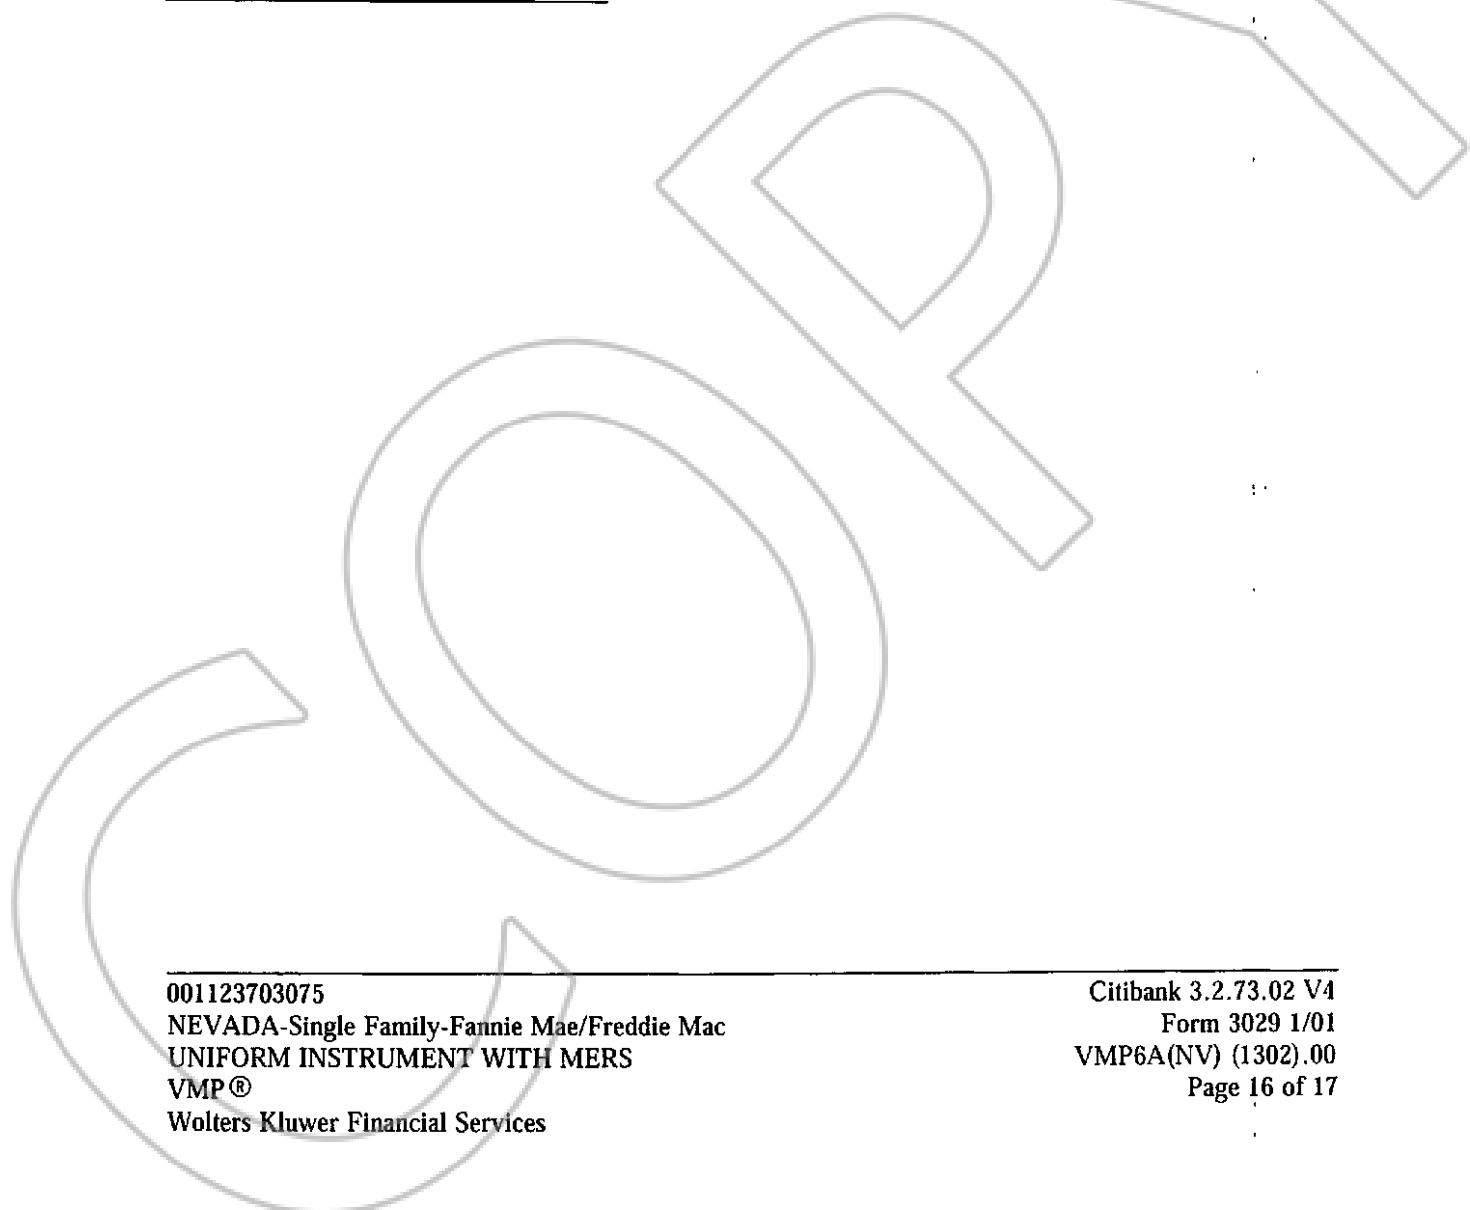 COPY
001123703075
NEVADA-Single Family-Fannie Mae/Freddie Mac
UNIFORM INSTRUMENT WITH MERS
VMP®
Wolters Kluwer Financial Services
Citibank 3.2.73.02 V4
Form 3029 1/01
VMP6A(NV) (1302).00
Page 16 of 17